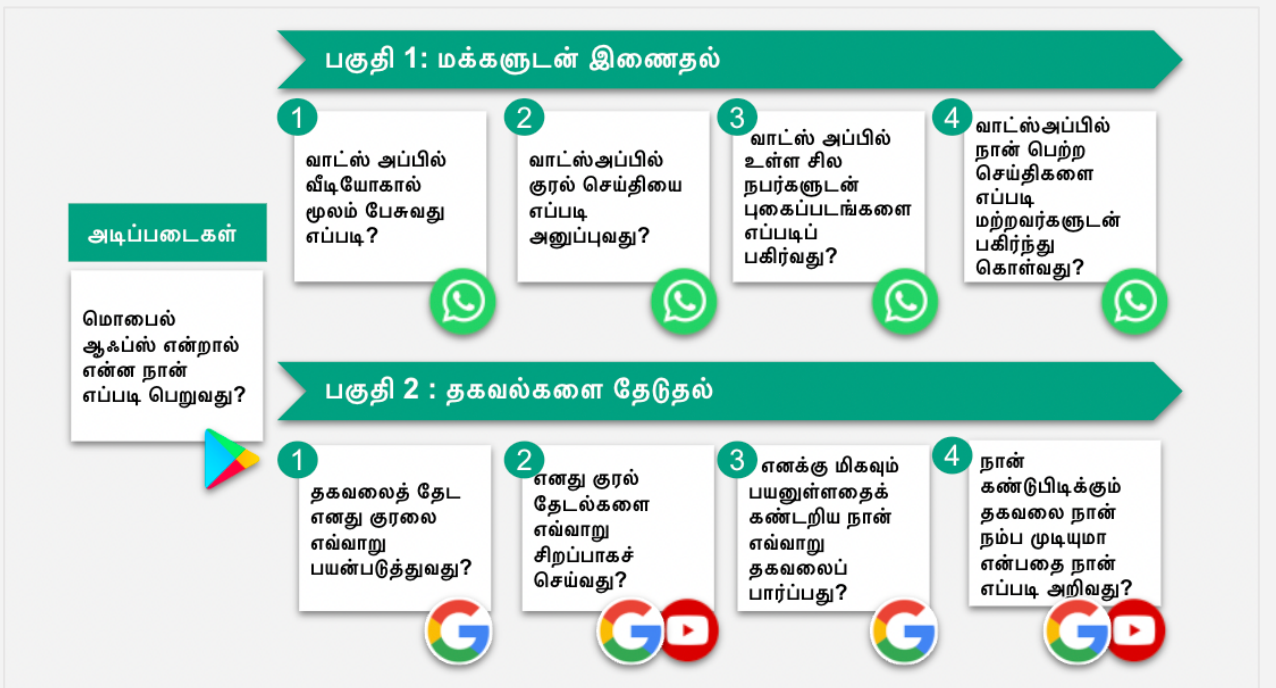 பகுதி 1: மக்களுடன் இணைதல்
1
வாட்ஸ் அப்பில்
வீடியோகால்
மூலம் பேசுவது
எப்படி?
2
வாட்ஸ்அப்பில்
குரல் செய்தியை
எப்படி
அனுப்புவது?
3
வாட்ஸ் அப்பில்
உள்ள சில
நபர்களுடன்
புகைப்படங்களை
எப்படிப்
பகிர்வது?
4
வாட்ஸ்அப்பில்
நான் பெற்ற
செய்திகளை
எப்படி
மற்றவர்களுடன்
பகிர்ந்து
கொள்வது?
அடிப்படைகள்
மொபைல்
ஆஃப்ஸ் என்றால்
என்ன நான்
எப்படி பெறுவது?
பகுதி 2 : தகவல்களை தேடுதல்
1
தகவலைத் தேட
எனது குரலை
எவ்வாறு
பயன்படுத்துவது?
2
எனது குரல்
தேடல்களை
எவ்வாறு
சிறப்பாகச்
செய்வது?
3
எனக்கு மிகவும்
பயனுள்ளதைக்
கண்டறிய நான்
எவ்வாறு
தகவலைப்
பார்ப்பது?
4
நான்
கண்டுபிடிக்கும்
தகவலை நான்
நம்ப முடியுமா
என்பதை நான்
எப்படி அறிவது?